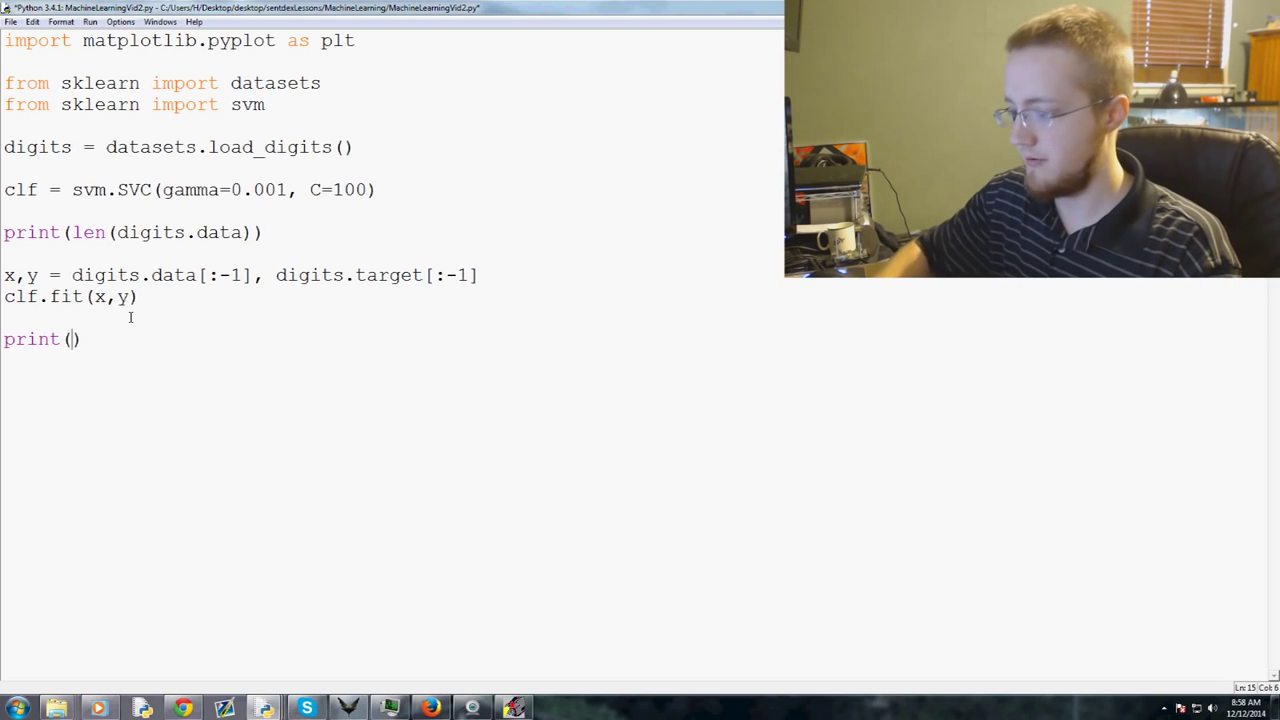 *Python 3.4.1: MachineLearningVid2.py - C:/Users/H/Desktop/desktop/sentdexLessons/MachineLearning/MachineLearningVid2.py*
File Edit Format Run Options Windows Help
import matplotlib.pyplot as plt
from sklearn import datasets
from sklearn import svm
digits = datasets.load_digits()
clf = svm.SVC(gamma=0.001, C=100)
print(len(digits.data))
x,y = digits.data[:-1], digits.target[:-1]
clf.fit(x,y)
print()
Ln: 15 Col: 6
8:58 AM
12/12/2014